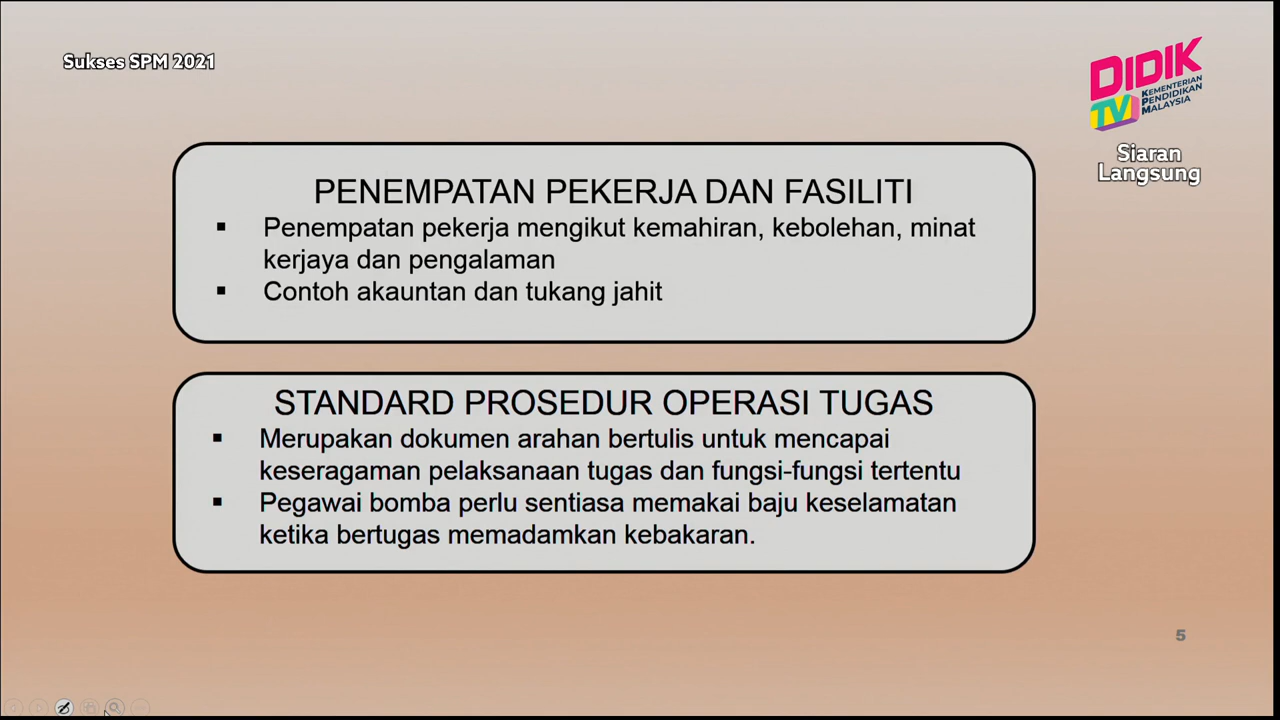 Sukses SPM 2021
DIDIK
TV
KEMENTERIAN
PENDIDIKAN
MALAYSIA
Siaran
Langsung
PENEMPATAN PEKERJA DAN FASILITI
▪ Penempatan pekerja mengikut kemahiran, kebolehan, minat
kerjaya dan pengalaman
▪ Contoh akauntan dan tukang jahit
STANDARD PROSEDUR OPERASI TUGAS
▪ Merupakan dokumen arahan bertulis untuk mencapai
keseragaman pelaksanaan tugas dan fungsi-fungsi tertentu
▪ Pegawai bomba perlu sentiasa memakai baju keselamatan
ketika bertugas memadamkan kebakaran.
5